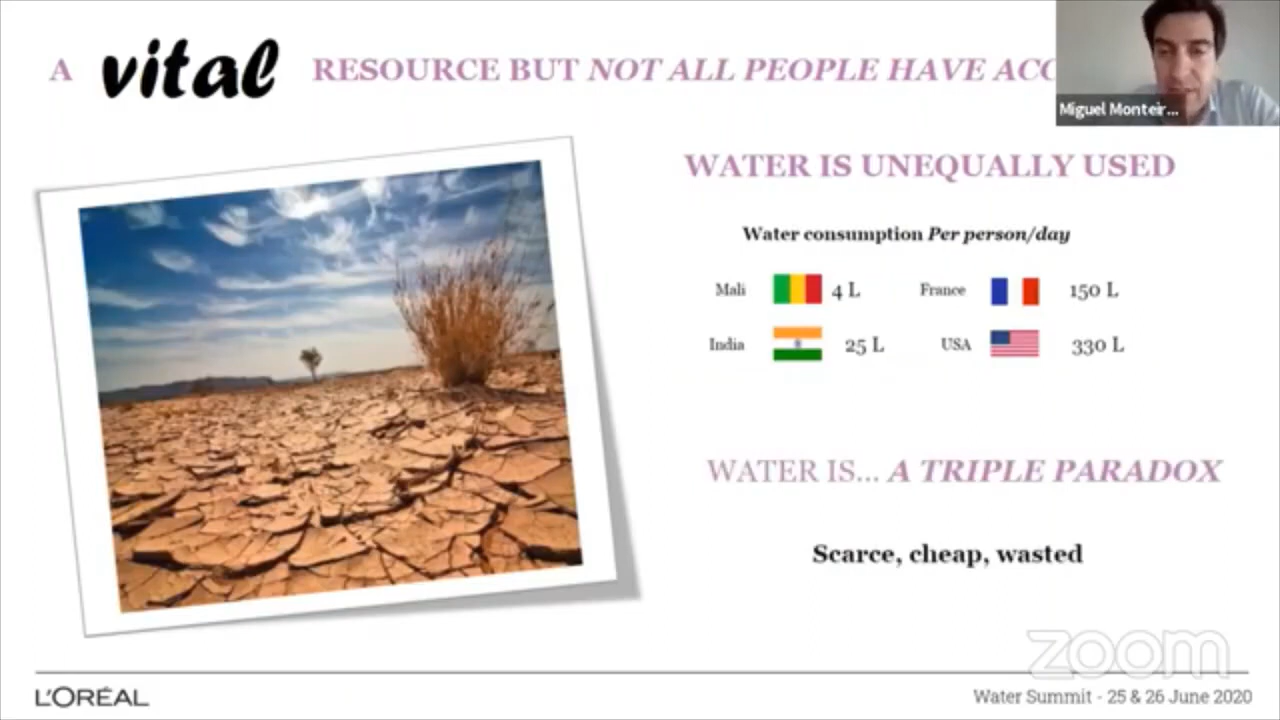 A vital RESOURCE BUT NOT ALL PEOPLE HAVE
Miguel Monteir...
WATER IS UNEQUALLY USED
Water consumption Per person/day
Mali 4 L France 150 L
India 25 L USA 330 L
WATER IS... A TRIPLE PARADOX
Scarce, cheap, wasted
zoom
L'ORÉAL
Water Summit - 25 & 26 June 2020